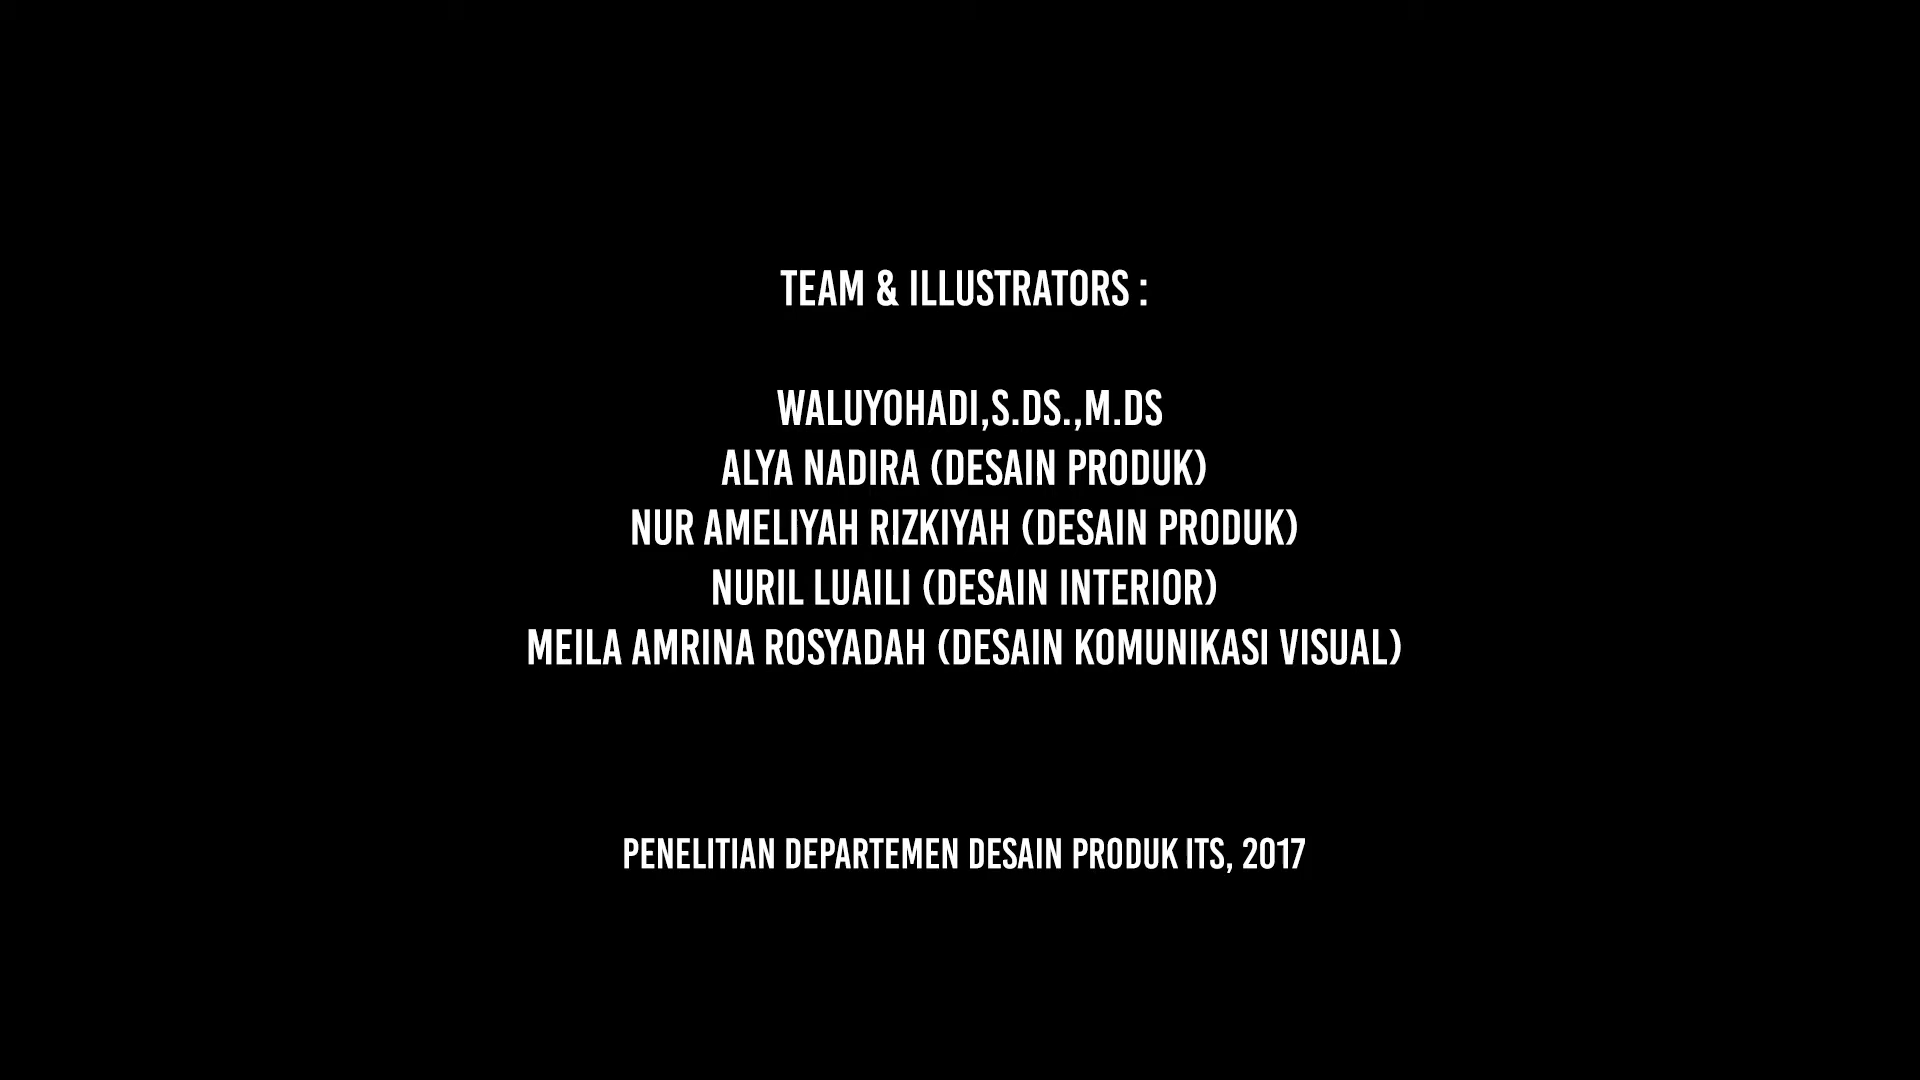 TEAM & ILLUSTRATORS :
WALUYOHADI,S.DS.,M.DS
ALYA NADIRA (DESAIN PRODUK)
NUR AMELIYAH RIZKIYAH (DESAIN PRODUK)
NURIL LUAILI (DESAIN INTERIOR)
MEILA AMRINA ROSYADAH (DESAIN KOMUNIKASI VISUAL)
PENELITIAN DEPARTEMEN DESAIN PRODUK ITS, 2017